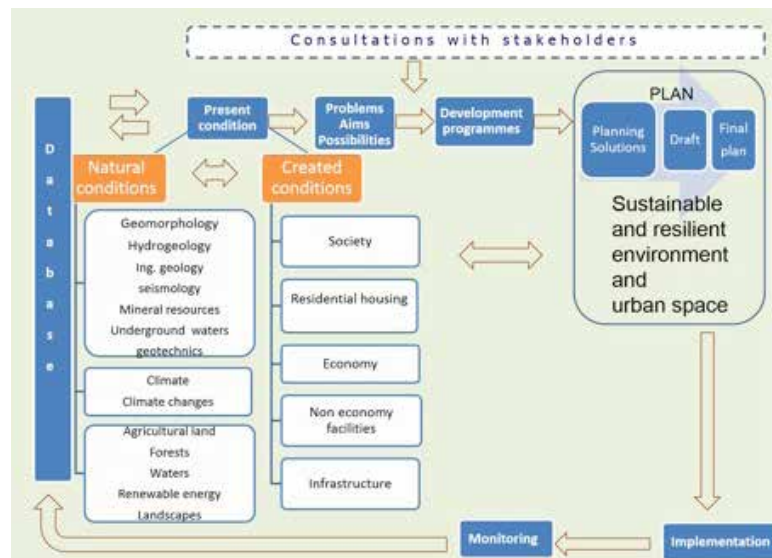 Consultations with stakeholders
Database
Present
condition
Problems
Aims
Possibilities
Development
programmes
PLAN
Planning
Solutions
Draft
Final
plan
Sustainable
and resilient
environment
and
urban space
Natural
conditions
Created
conditions
Geomorphology
Hydrogeology
Ing. geology
seismology
Mineral resources
Underground waters
geotechnics
Climate
Climate changes
Agricultural land
Forests
Waters
Renewable energy
Landscapes
Society
Residential housing
Economy
Non economy
facilities
Infrastructure
Monitoring
Implementation